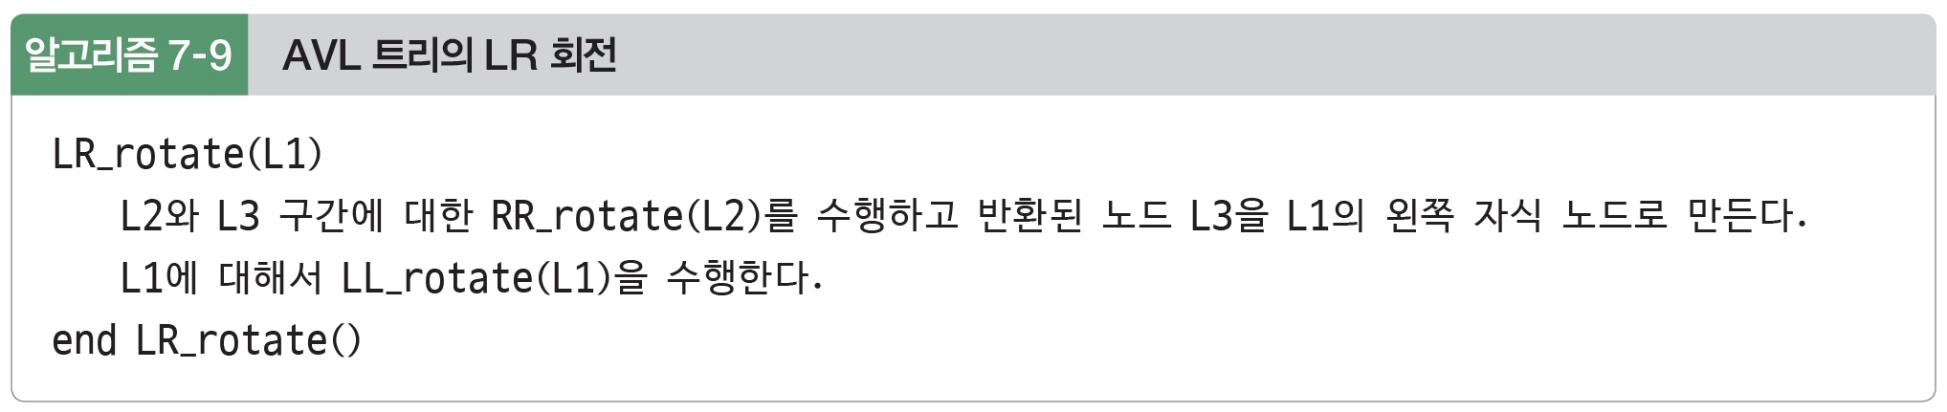 알고리즘 7-9 AVL 트리의 LR 회전
LR_rotate(L1)
L2와 L3 구간에 대한 RR_rotate(L2)를 수행하고 반환된 노드 L3을 L1의 왼쪽 자식 노드로 만든다.
L1에 대해서 LL_rotate(L1)을 수행한다.
end LR_rotate()